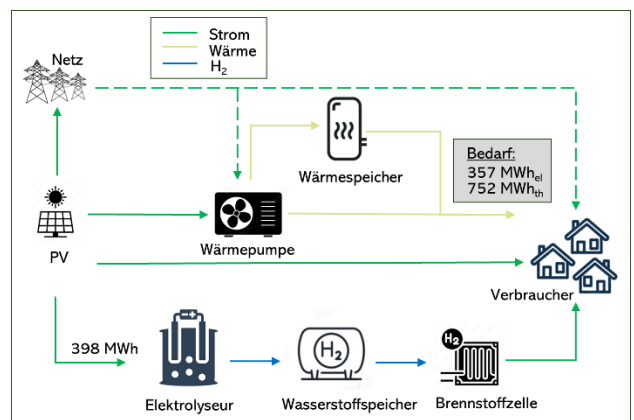 Strom
Wärme
H₂
Netz
Bedarf:
357 MWhₑₗ
752 MWhₜₕ
Wärmespeicher
Wärmepumpe
PV
Verbraucher
398 MWh
H₂
H₂
Elektrolyseur
Wasserstoffspeicher
Brennstoffzelle